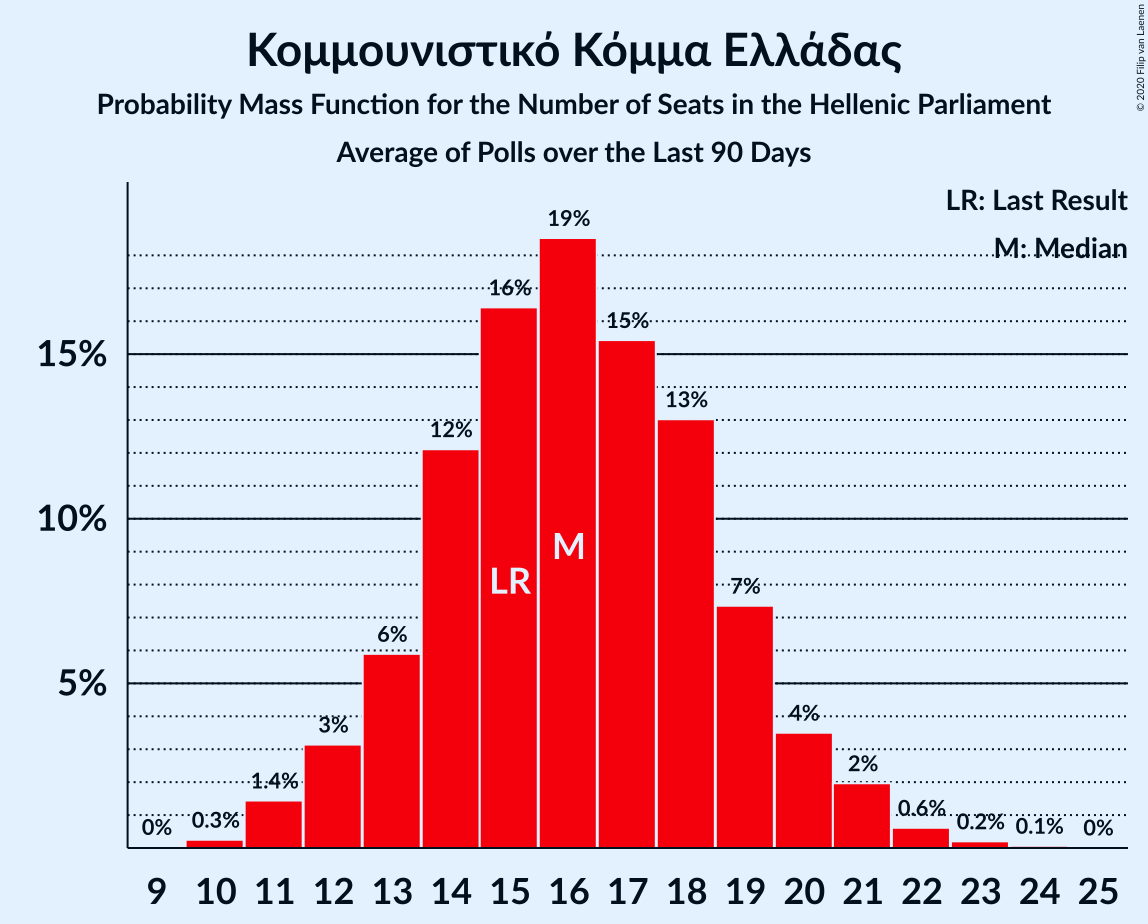 Κομμουνιστικό Κόμμα Ελλάδας
Probability Mass Function for the Number of Seats in the Hellenic Parliament
Average of Polls over the Last 90 Days
© 2020 Filip van Laenen
LR: Last Result
M: Median
19%
16%
15%
15%
13%
12%
M
LR
10%
7%
6%
5%
4%
3%
2%
1.4%
0.6%
0.3%
0.2%
0.1%
0%
0%
9 10 11 12 13 14 15 16 17 18 19 20 21 22 23 24 25